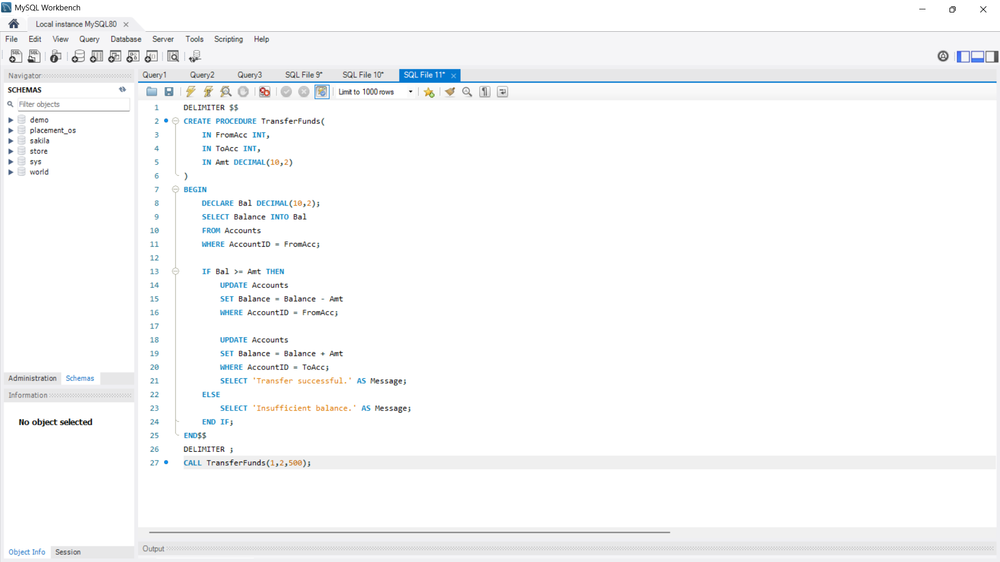 MySQL Workbench
Local instance MySQL80
File Edit View Query Database Server Tools Scripting Help
Navigator
SCHEMAS
Filter objects
demo
placement_os
sakila
store
sys
world
Administration Schemas
Information
No object selected
Object Info Session
Query1 Query2 Query3 SQL File 9* SQL File 10* SQL File 11*
Limit to 1000 rows
1 DELIMITER $$
2 CREATE PROCEDURE TransferFunds(
3 IN FromAcc INT,
4 IN ToAcc INT,
5 IN Amt DECIMAL(10,2)
6 )
7 BEGIN
8 DECLARE Bal DECIMAL(10,2);
9 SELECT Balance INTO Bal
10 FROM Accounts
11 WHERE AccountID = FromAcc;
12
13 IF Bal >= Amt THEN
14 UPDATE Accounts
15 SET Balance = Balance - Amt
16 WHERE AccountID = FromAcc;
17
18 UPDATE Accounts
19 SET Balance = Balance + Amt
20 WHERE AccountID = ToAcc;
21 SELECT 'Transfer successful.' AS Message;
22 ELSE
23 SELECT 'Insufficient balance.' AS Message;
24 END IF;
25 END$$
26 DELIMITER ;
27 CALL TransferFunds(1,2,500);
Output